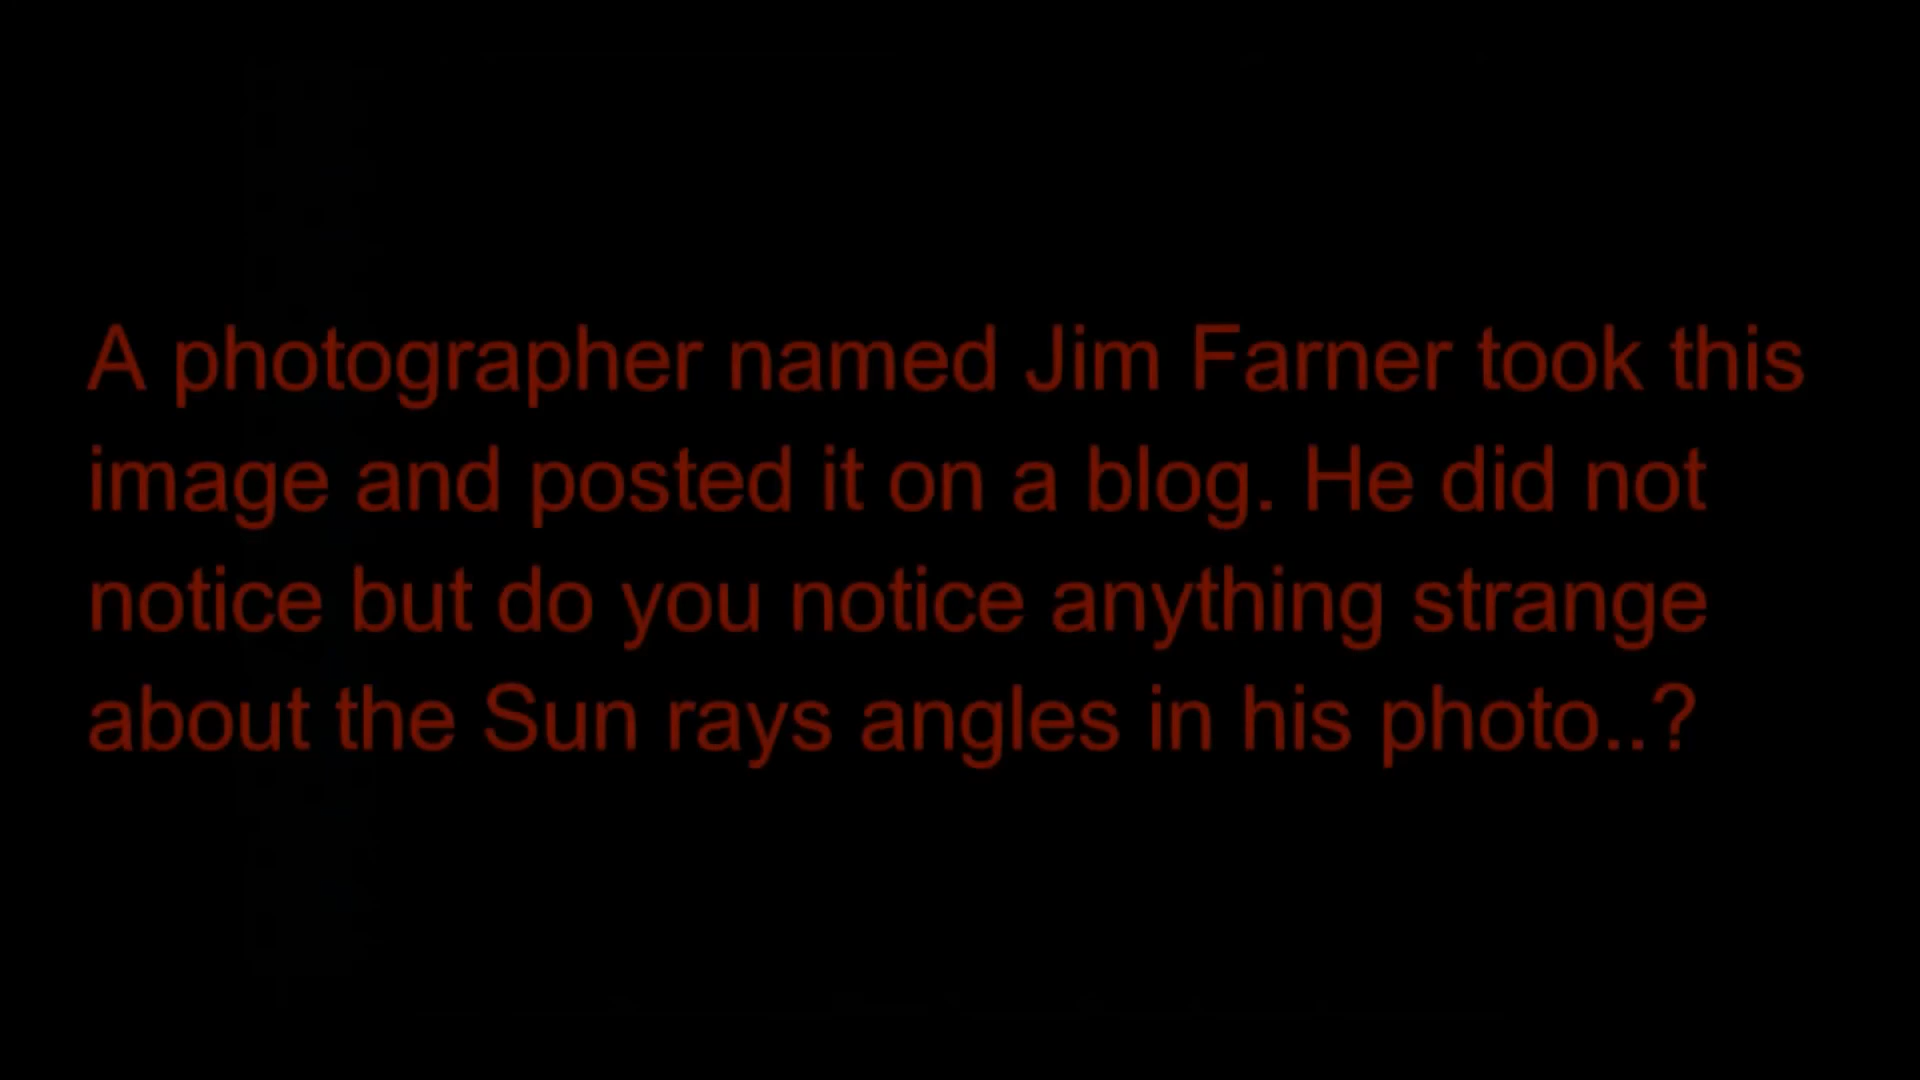 A photographer named Jim Farner took this
image and posted it on a blog. He did not
notice but do you notice anything strange
about the Sun rays angles in his photo..?